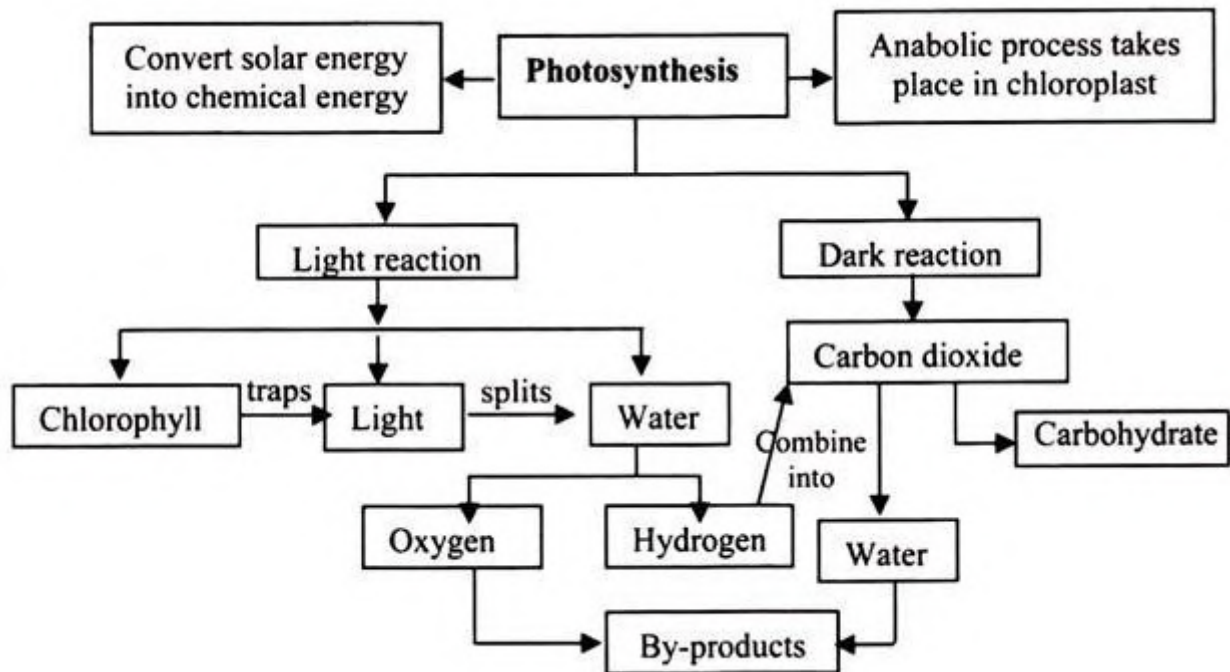 Convert solar energy
into chemical energy
Photosynthesis
Anabolic process takes
place in chloroplast
Light reaction
Dark reaction
Carbon dioxide
Chlorophyll
traps
Light
splits
Water
Carbohydrate
Combine
into
Oxygen
Hydrogen
Water
By-products